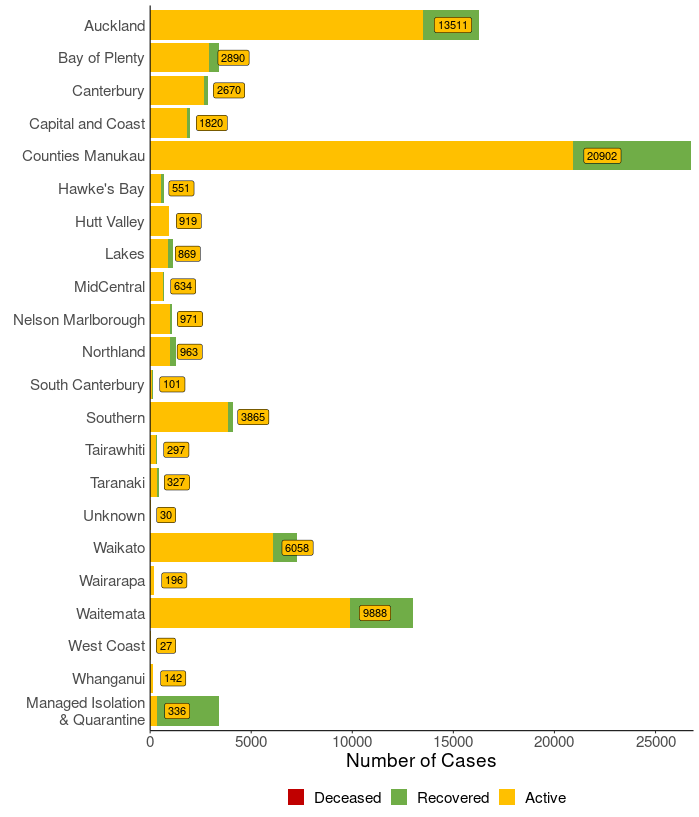 Auckland 13511
Bay of Plenty 2890
Canterbury 2670
Capital and Coast 1820
Counties Manukau 20902
Hawke's Bay 551
Hutt Valley 919
Lakes 869
MidCentral 634
Nelson Marlborough 971
Northland 963
South Canterbury 101
Southern 3865
Tairawhiti 297
Taranaki 327
Unknown 30
Waikato 6058
Wairarapa 196
Waitemata 9888
West Coast 27
Whanganui 142
Managed Isolation
& Quarantine 336
0 5000 10000 15000 20000 25000
Number of Cases
Deceased Recovered Active